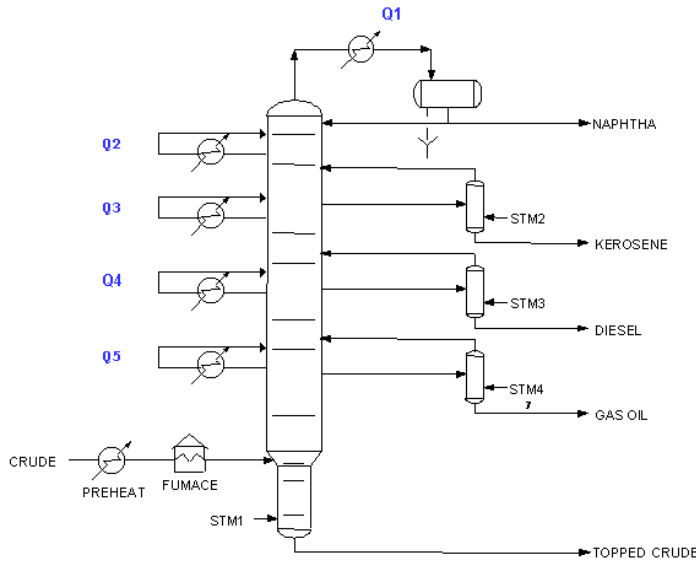 Q1
NAPHTHA
Q2
Q3
STM2
KEROSENE
Q4
STM3
DIESEL
Q5
STM4
7
GAS OIL
CRUDE
PREHEAT
FUMACE
STM1
TOPPED CRUDE